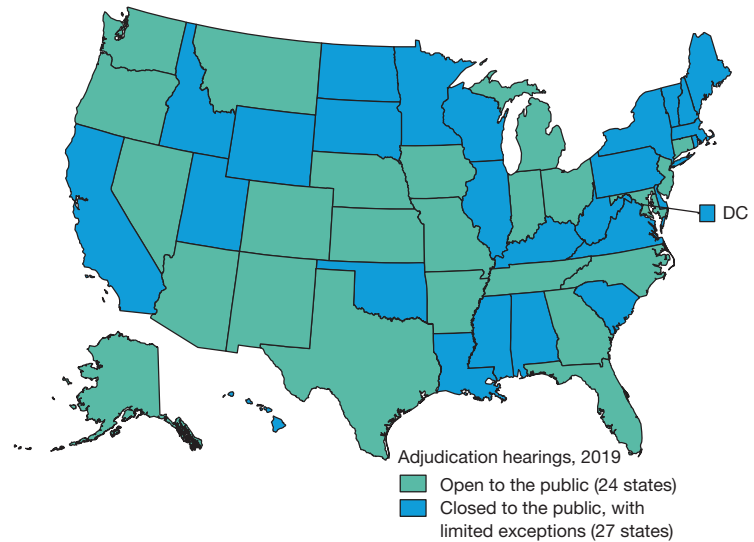 DC
Adjudication hearings, 2019
Open to the public (24 states)
Closed to the public, with
limited exceptions (27 states)